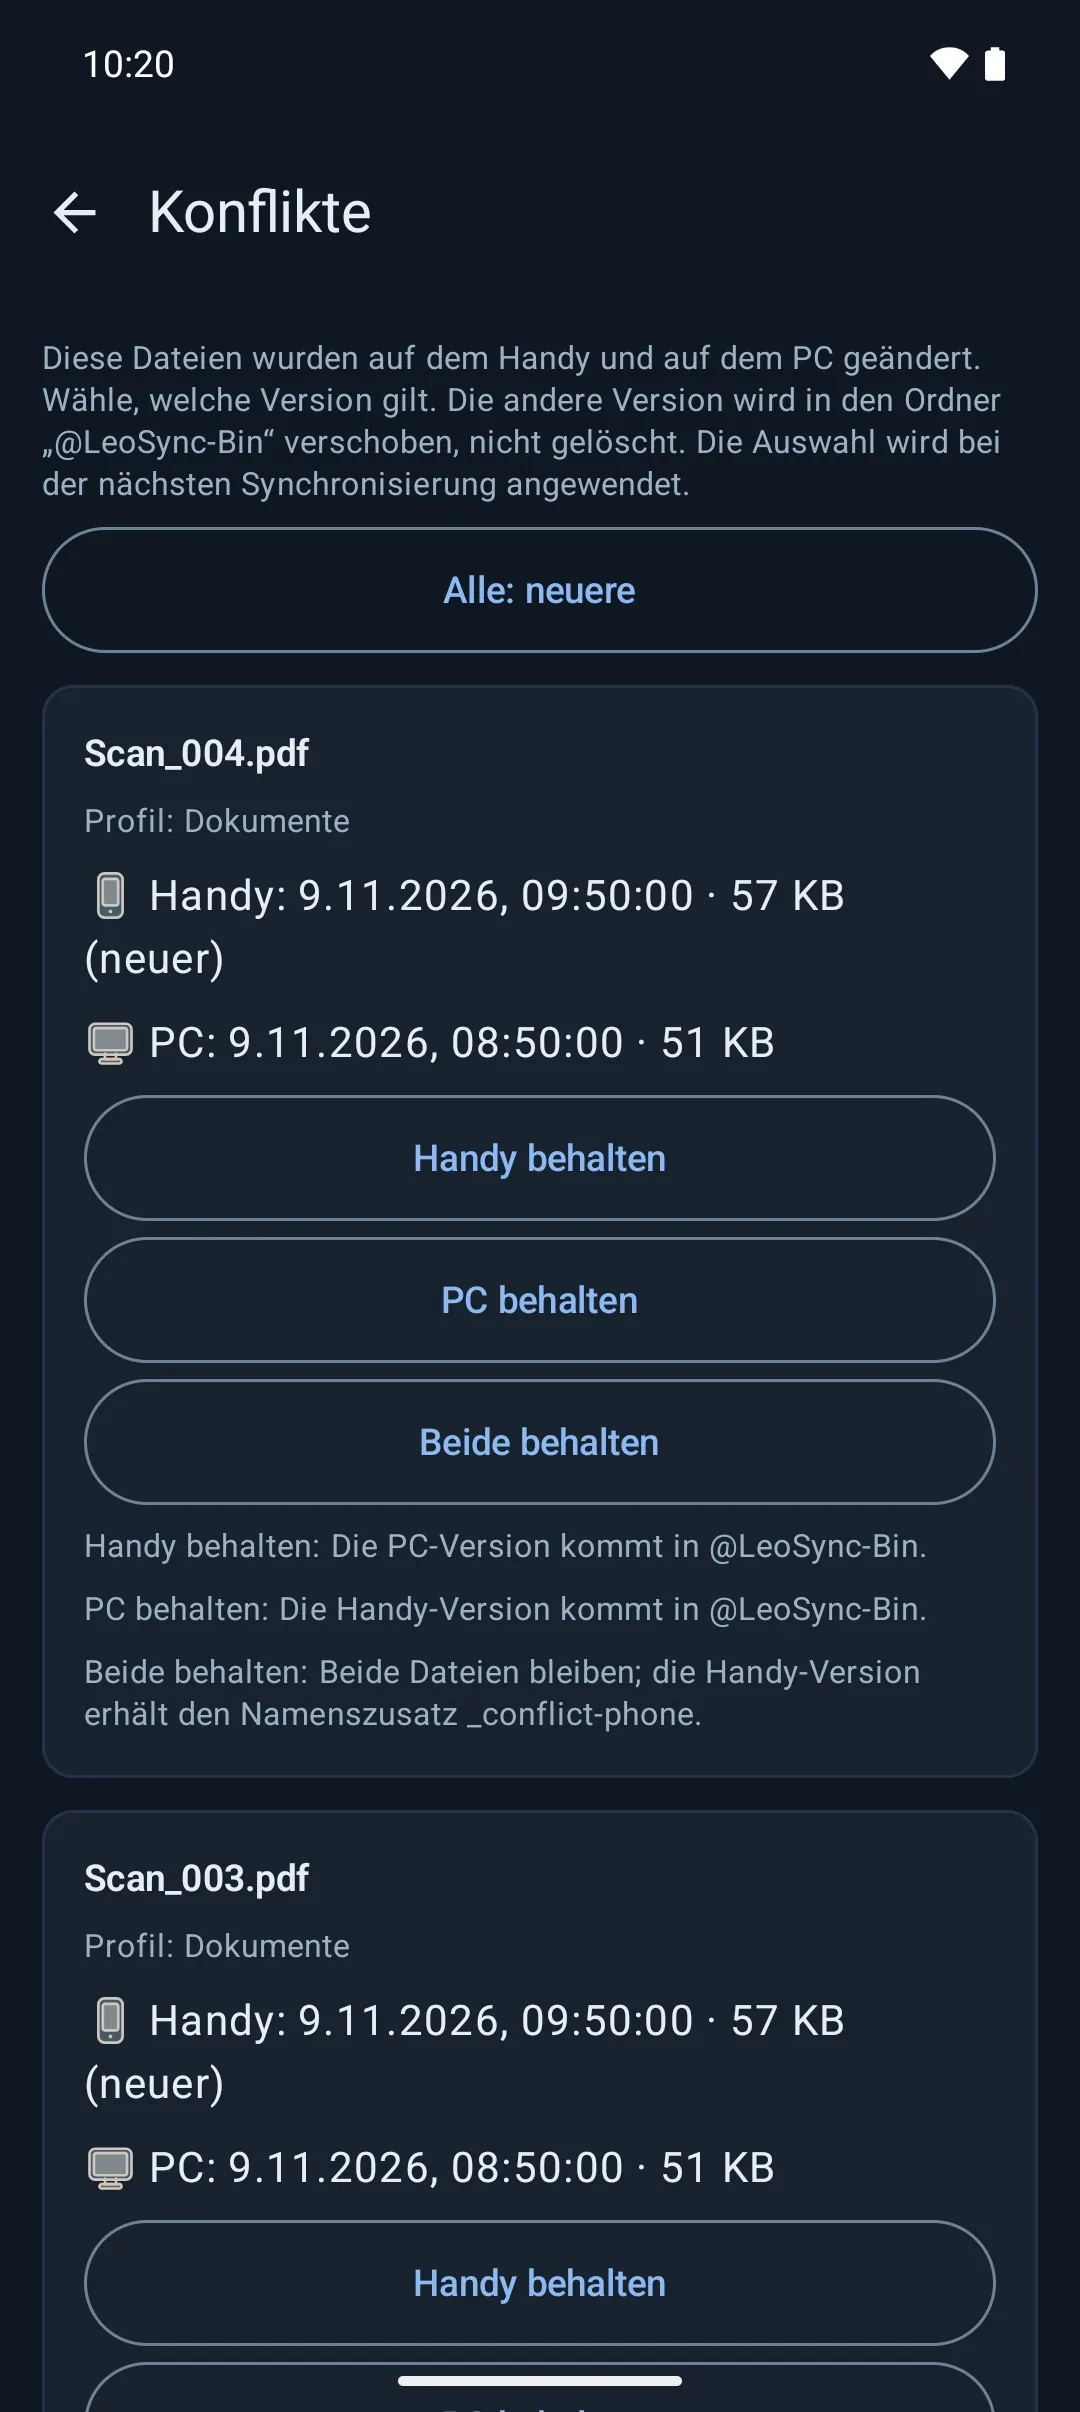 10:20
Konflikte
Diese Dateien wurden auf dem Handy und auf dem PC geändert.
Wähle, welche Version gilt. Die andere Version wird in den Ordner
„@LeoSync-Bin“ verschoben, nicht gelöscht. Die Auswahl wird bei
der nächsten Synchronisierung angewendet.
Alle: neuere
Scan_004.pdf
Profil: Dokumente
Handy: 9.11.2026, 09:50:00 · 57 KB
(neuer)
PC: 9.11.2026, 08:50:00 · 51 KB
Handy behalten
PC behalten
Beide behalten
Handy behalten: Die PC-Version kommt in @LeoSync-Bin.
PC behalten: Die Handy-Version kommt in @LeoSync-Bin.
Beide behalten: Beide Dateien bleiben; die Handy-Version
erhält den Namenszusatz _conflict-phone.
Scan_003.pdf
Profil: Dokumente
Handy: 9.11.2026, 09:50:00 · 57 KB
(neuer)
PC: 9.11.2026, 08:50:00 · 51 KB
Handy behalten